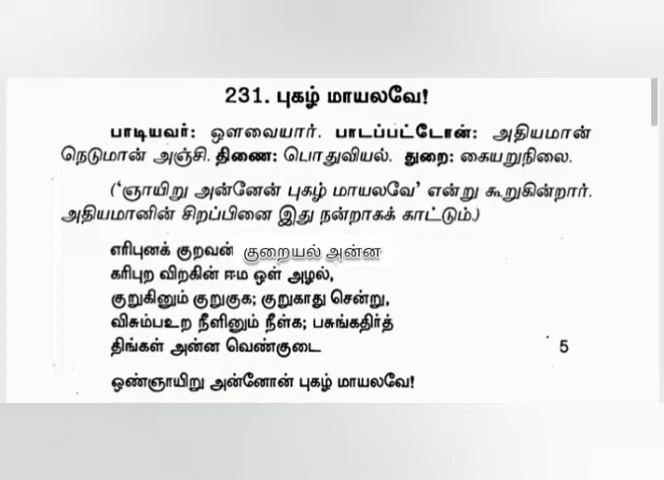 231. புகழ் மாயலவே!
பாடியவர்: ஔவையார். பாடப்பட்டோன்: அதியமான்
நெடுமான் அஞ்சி. திணை: பொதுவியல். துறை: கையறுநிலை.
('ஞாயிறு அன்னேன் புகழ் மாயலவே' என்று கூறுகின்றார்.
அதியமானின் சிறப்பினை இது நன்றாகக் காட்டும்.)
எரிபுனக் குறவன் குறையல் அன்ன
கரிபுற விறகின் ஈம ஒள் அழல்,
குறுகினும் குறுகுக; குறுகாது சென்று,
விசும்பஉற நீளினும் நீள்க; பசுங்கதிர்த்
திங்கள் அன்ன வெண்குடை 5
ஒண்ஞாயிறு அன்னோன் புகழ் மாயலவே!